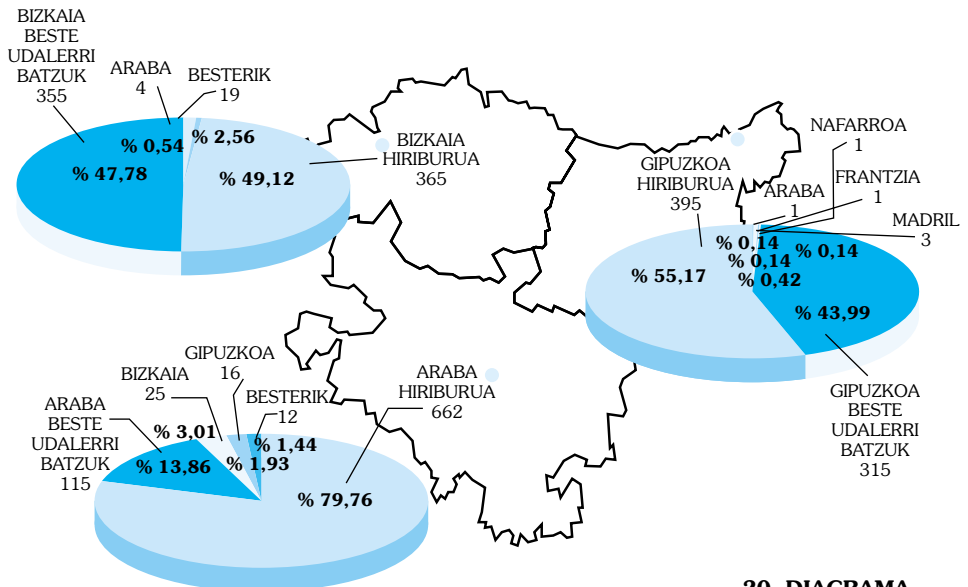 BIZKAIA
BESTE
UDALERRI
BATZUK
355
ARABA
4
BESTERIK
19
% 0,54
% 2,56
% 47,78
% 49,12
BIZKAIA
HIRIBURUA
365
GIPUZKOA
HIRIBURUA
395
NAFARROA
1
ARABA
1
FRANTZIA
1
MADRIL
3
% 0,14
% 0,14
% 0,14
% 0,42
% 55,17
% 43,99
GIPUZKOA
BESTE
UDALERRI
BATZUK
315
GIPUZKOA
16
BIZKAIA
25
BESTERIK
12
ARABA
HIRIBURUA
662
ARABA
BESTE
UDALERRI
BATZUK
115
% 3,01
% 1,44
% 13,86
% 1,93
% 79,76